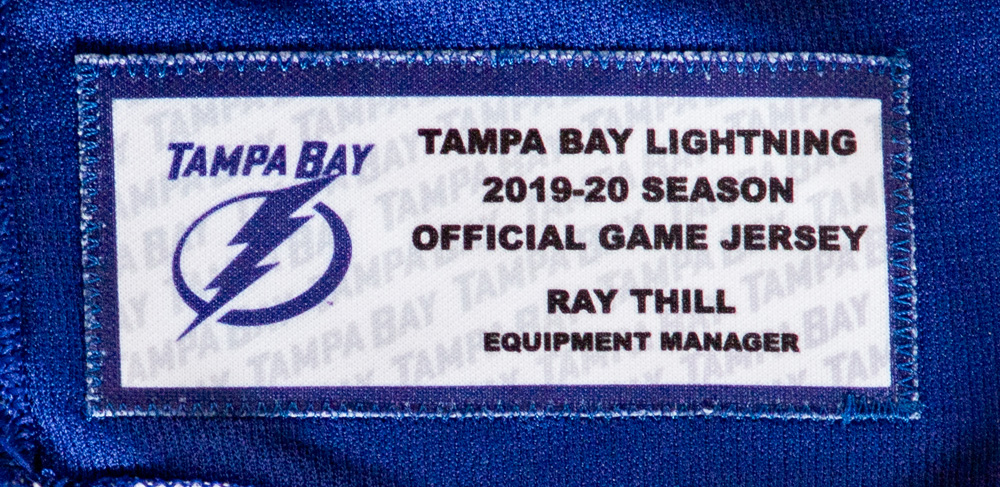 TAMPA BAY
TAMPA BAY LIGHTNING
2019-20 SEASON
OFFICIAL GAME JERSEY
RAY THILL
EQUIPMENT MANAGER